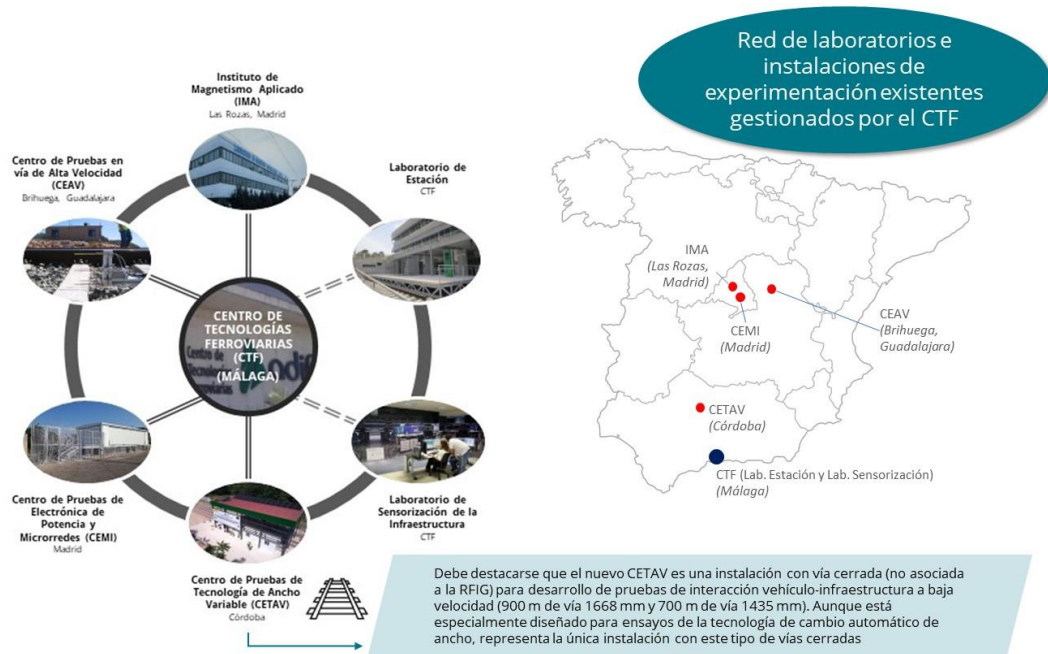 Red de laboratorios e
instalaciones de
experimentación existentes
gestionados por el CTF
Instituto de
Magnetismo Aplicado
(IMA)
Las Rozas, Madrid
Centro de Pruebas en
vía de Alta Velocidad
(CEAV)
Brihuega, Guadalajara
Laboratorio de
Estación
CTF
CENTRO DE
TECNOLOGÍAS
FERROVIARIAS
(CTF)
(MÁLAGA)
Centro de
Tecnologías
Ferroviarias
adif
Centro de Pruebas de
Electrónica de
Potencia y
Microrredes (CEMI)
Madrid
Laboratorio de
Sensorización de la
Infraestructura
CTF
Centro de Pruebas de
Tecnología de Ancho
Variable (CETAV)
Córdoba
IMA
(Las Rozas,
Madrid)
CEMI
(Madrid)
CEAV
(Brihuega,
Guadalajara)
CETAV
(Córdoba)
CTF (Lab. Estación y Lab. Sensorización)
(Málaga)
Debe destacarse que el nuevo CETAV es una instalación con vía cerrada (no asociada
a la RFIG) para desarrollo de pruebas de interacción vehículo-infraestructura a baja
velocidad (900 m de vía 1668 mm y 700 m de vía 1435 mm). Aunque está
especialmente diseñado para ensayos de la tecnología de cambio automático de
ancho, representa la única instalación con este tipo de vías cerradas